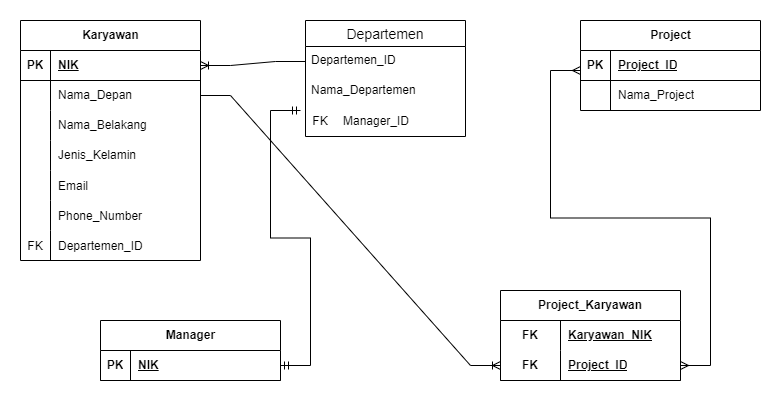 Karyawan
PK NIK
Nama_Depan
Nama_Belakang
Jenis_Kelamin
Email
Phone_Number
FK Departemen_ID
Departemen
Departemen_ID
Nama_Departemen
FK Manager_ID
Project
PK Project_ID
Nama_Project
Manager
PK NIK
Project_Karyawan
FK Karyawan_NIK
FK Project_ID